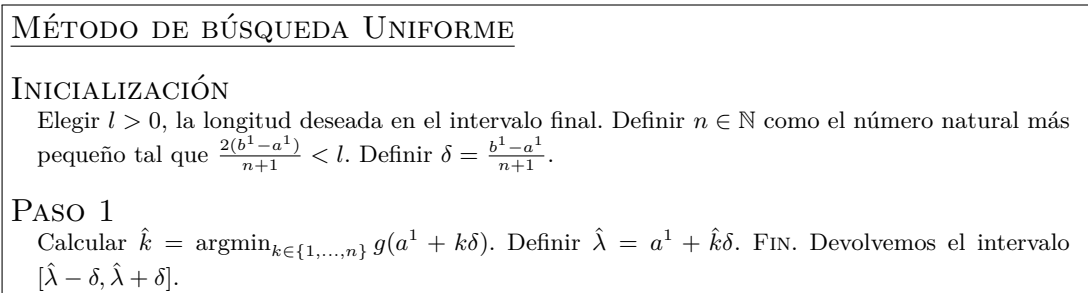 MÉTODO DE BÚSQUEDA UNIFORME
INICIALIZACIÓN
Elegir l > 0, la longitud deseada en el intervalo final. Definir n ∈ ℕ como el número natural más
pequeño tal que 2(b¹−a¹)/n+1 < l. Definir δ = b¹−a¹/n+1.
PASO 1
Calcular k̂ = argmin_{k∈{1,...,n}} g(a¹ + kδ). Definir λ̂ = a¹ + k̂δ. FIN. Devolvemos el intervalo
[λ̂ − δ, λ̂ + δ].